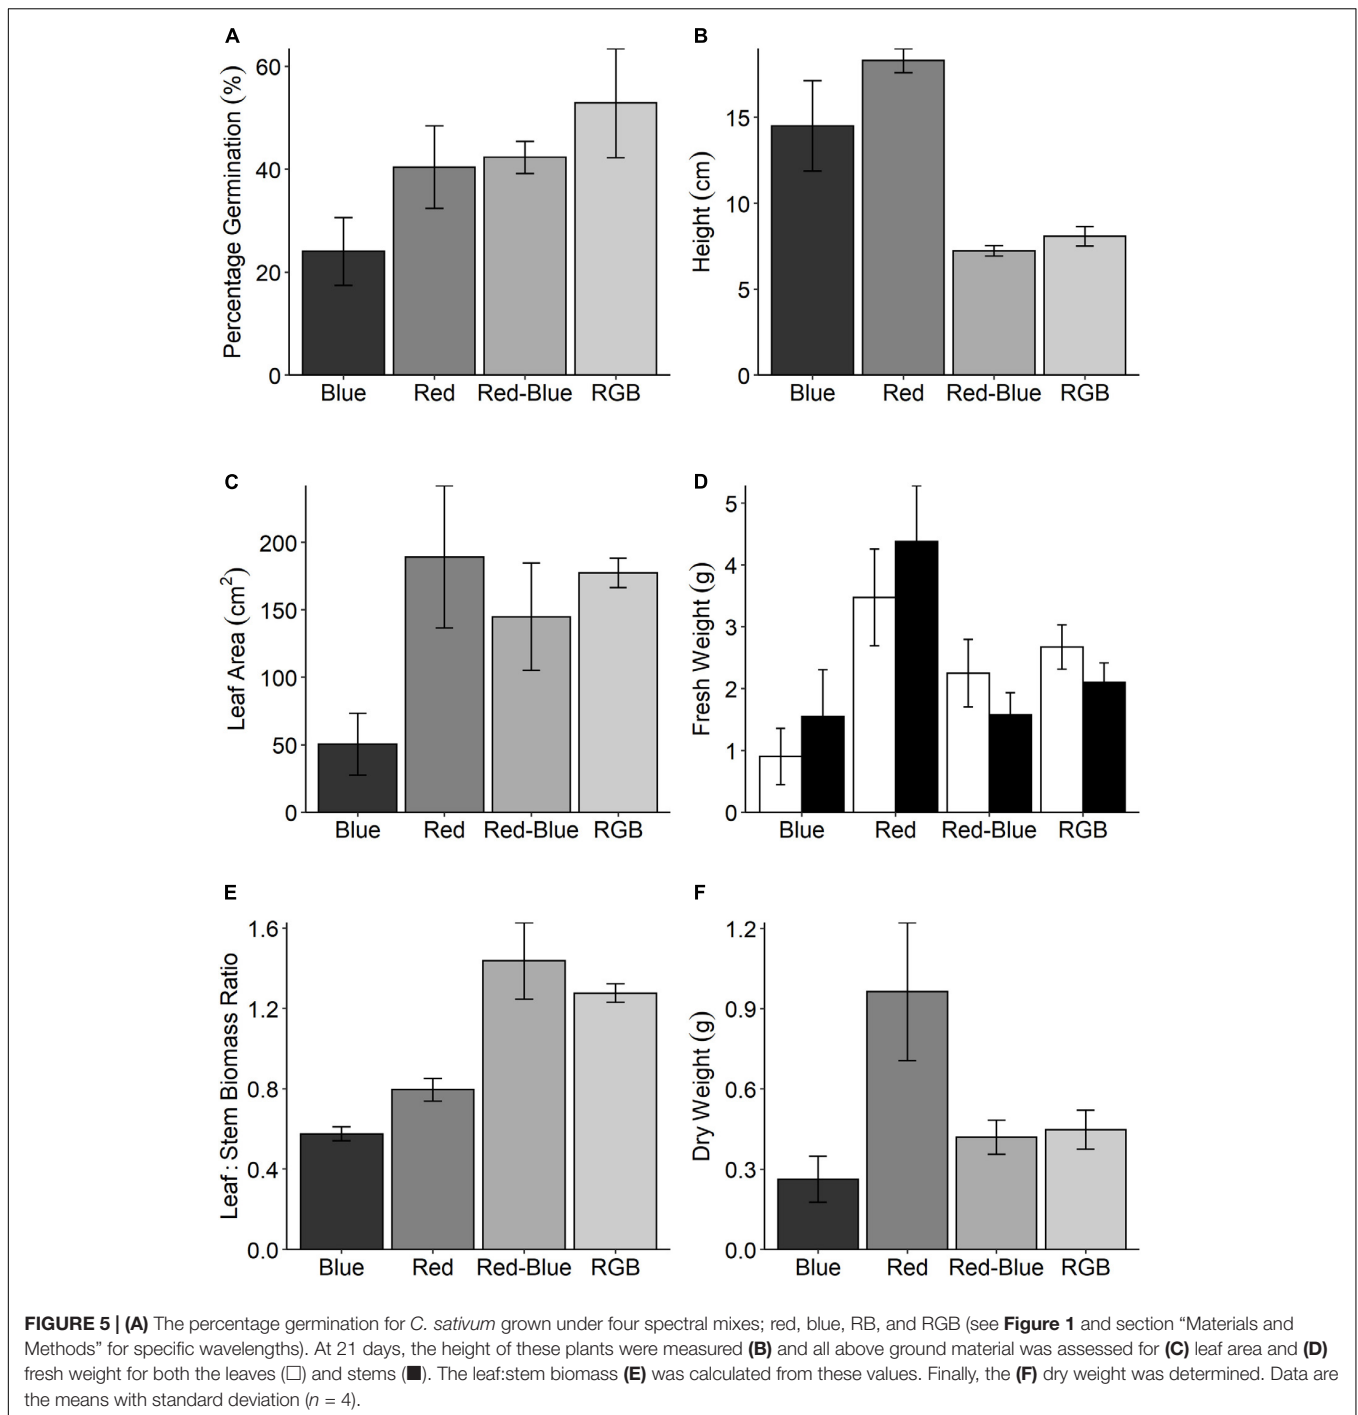 A
Percentage Germination (%)
60
40
20
0
Blue Red Red-Blue RGB
B
Height (cm)
15
10
5
0
Blue Red Red-Blue RGB
C
Leaf Area (cm²)
200
150
100
50
0
Blue Red Red-Blue RGB
D
Fresh Weight (g)
5
4
3
2
1
0
Blue Red Red-Blue RGB
E
Leaf : Stem Biomass Ratio
1.6
1.2
0.8
0.4
0.0
Blue Red Red-Blue RGB
F
Dry Weight (g)
1.2
0.9
0.6
0.3
0.0
Blue Red Red-Blue RGB
FIGURE 5 | (A) The percentage germination for C. sativum grown under four spectral mixes; red, blue, RB, and RGB (see Figure 1 and section “Materials and
Methods” for specific wavelengths). At 21 days, the height of these plants were measured (B) and all above ground material was assessed for (C) leaf area and (D)
fresh weight for both the leaves (□) and stems (■). The leaf:stem biomass (E) was calculated from these values. Finally, the (F) dry weight was determined. Data are
the means with standard deviation (n = 4).